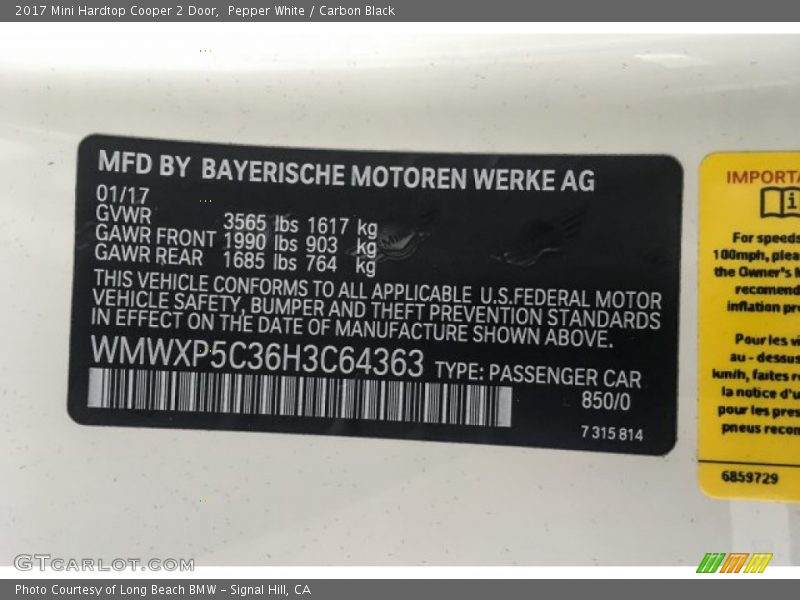 2017 Mini Hardtop Cooper 2 Door, Pepper White / Carbon Black
MFD BY BAYERISCHE MOTOREN WERKE AG
01/17
GVWR 3565 lbs 1617 kg
GAWR FRONT 1990 lbs 903 kg
GAWR REAR 1685 lbs 764 kg
THIS VEHICLE CONFORMS TO ALL APPLICABLE U.S.FEDERAL MOTOR
VEHICLE SAFETY, BUMPER AND THEFT PREVENTION STANDARDS
IN EFFECT ON THE DATE OF MANUFACTURE SHOWN ABOVE.
WMWXP5C36H3C64363 TYPE: PASSENGER CAR
850/0
7 315 814
IMPORTA
i
For speeds
100mph, plea
the Owner's
recomend
inflation pr
Pour les vi
au - dessus
km/h, faites r
la notice d'u
pour les pres
pneus recom
6859729
GTcarlot.com
Photo Courtesy of Long Beach BMW - Signal Hill, CA